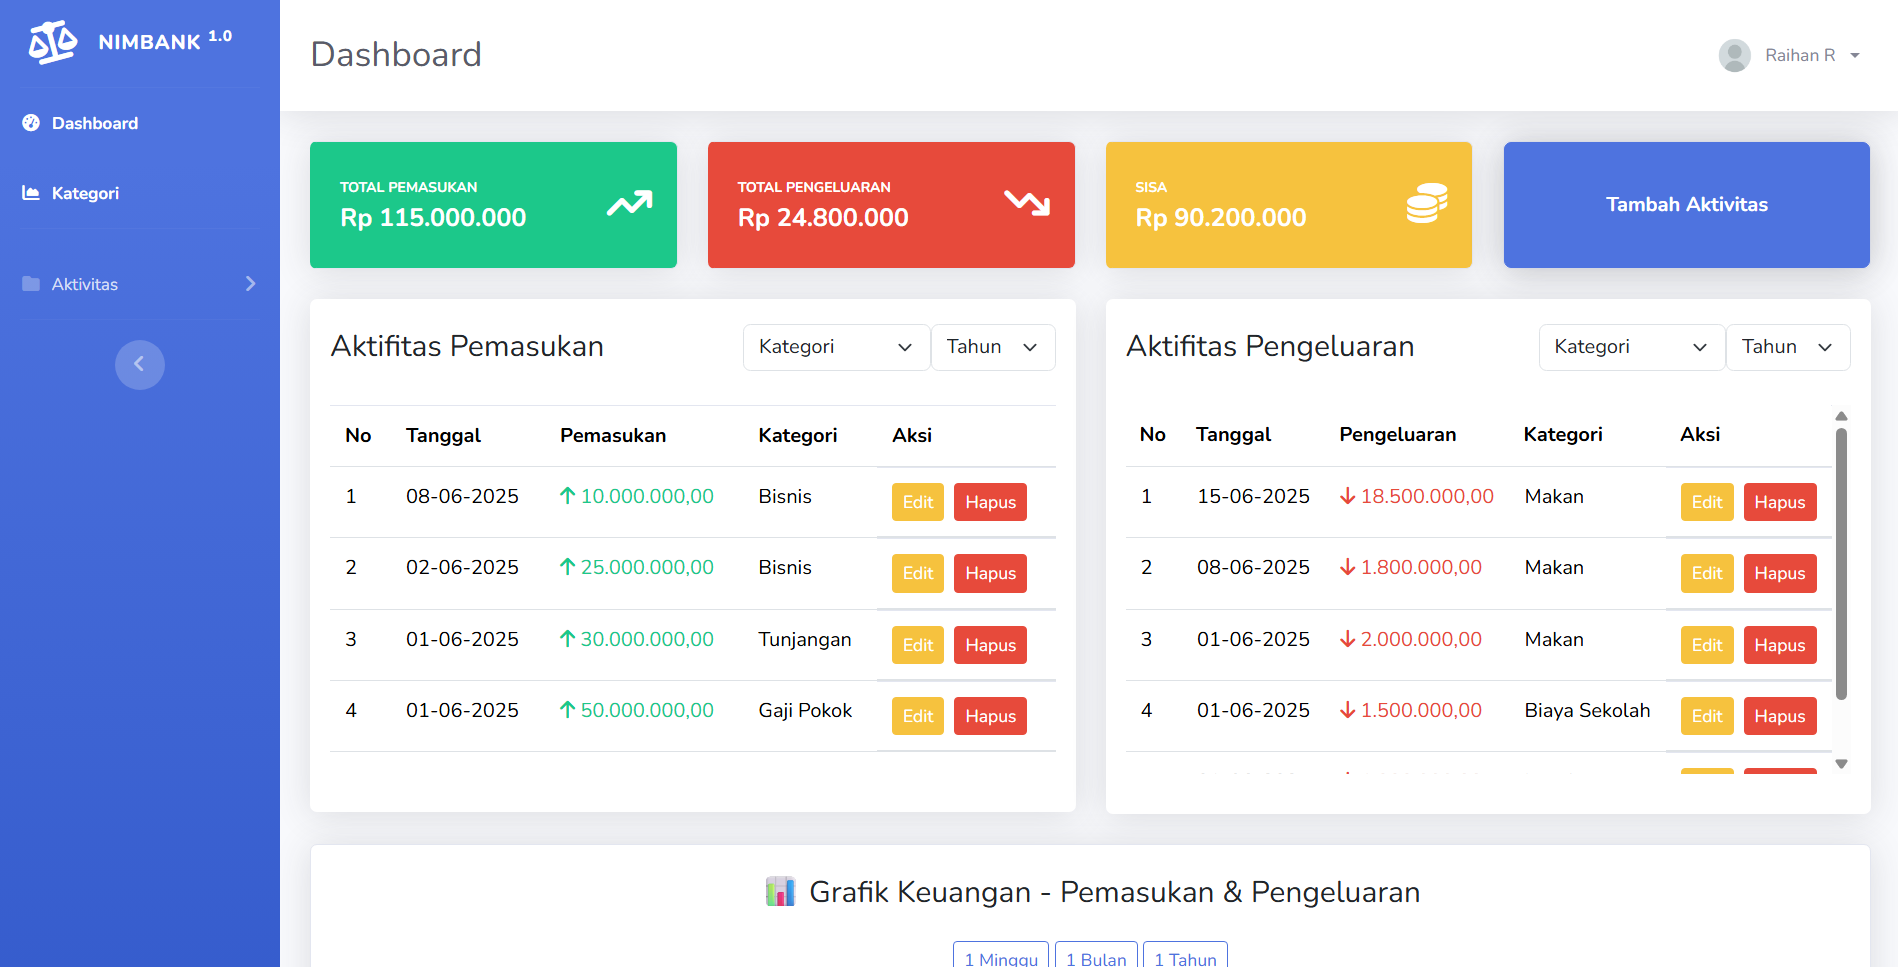 NIMBANK 1.0
Dashboard
Kategori
Aktivitas
Dashboard
Raihan R
TOTAL PEMASUKAN
Rp 115.000.000
TOTAL PENGELUARAN
Rp 24.800.000
SISA
Rp 90.200.000
Tambah Aktivitas
Aktifitas Pemasukan
Kategori
Tahun
No Tanggal Pemasukan Kategori Aksi
1 08-06-2025 10.000.000,00 Bisnis Edit Hapus
2 02-06-2025 25.000.000,00 Bisnis Edit Hapus
3 01-06-2025 30.000.000,00 Tunjangan Edit Hapus
4 01-06-2025 50.000.000,00 Gaji Pokok Edit Hapus
Aktifitas Pengeluaran
Kategori
Tahun
No Tanggal Pengeluaran Kategori Aksi
1 15-06-2025 18.500.000,00 Makan Edit Hapus
2 08-06-2025 1.800.000,00 Makan Edit Hapus
3 01-06-2025 2.000.000,00 Makan Edit Hapus
4 01-06-2025 1.500.000,00 Biaya Sekolah Edit Hapus
Grafik Keuangan - Pemasukan & Pengeluaran
1 Minggu 1 Bulan 1 Tahun